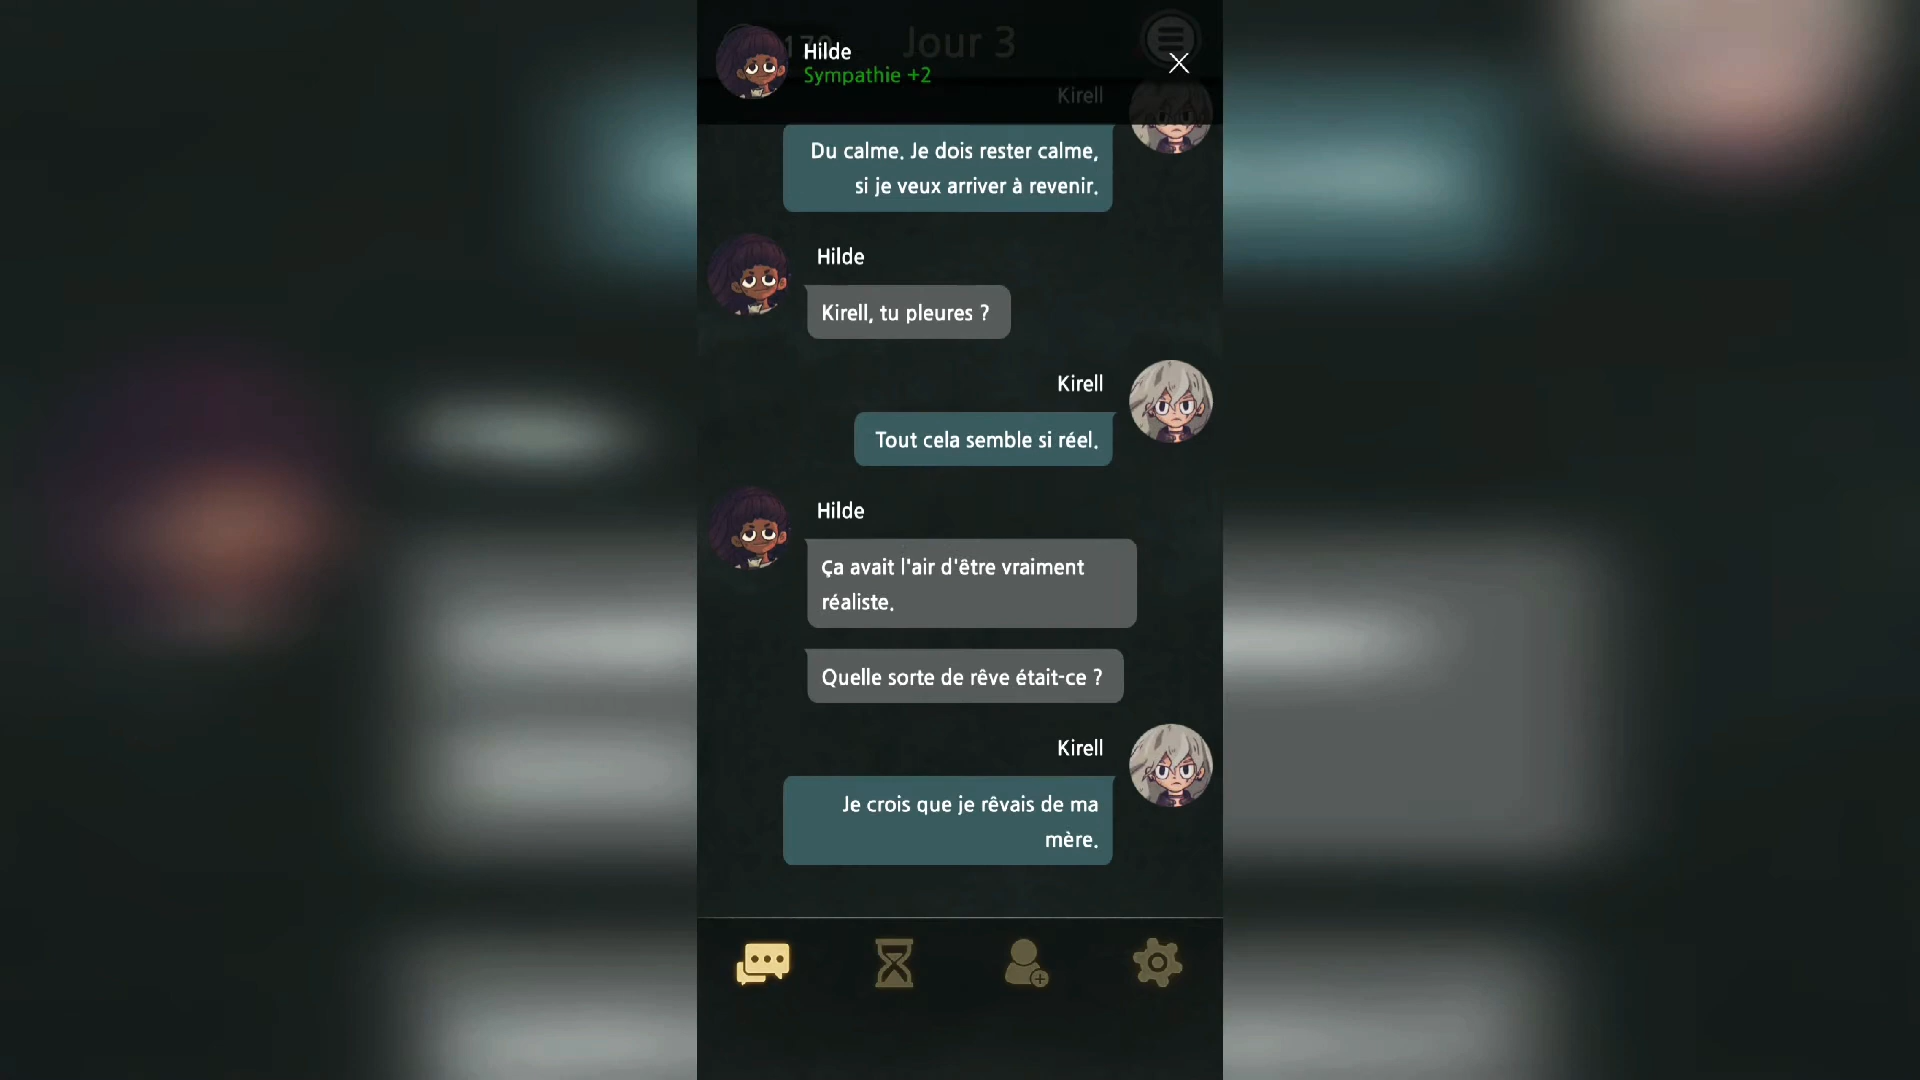 Jour 3
Hilde
Sympathie +2
Kirell
Du calme. Je dois rester calme,
si je veux arriver à revenir.
Hilde
Kirell, tu pleures ?
Kirell
Tout cela semble si réel.
Hilde
Ça avait l'air d'être vraiment
réaliste.
Quelle sorte de rêve était-ce ?
Kirell
Je crois que je rêvais de ma
mère.